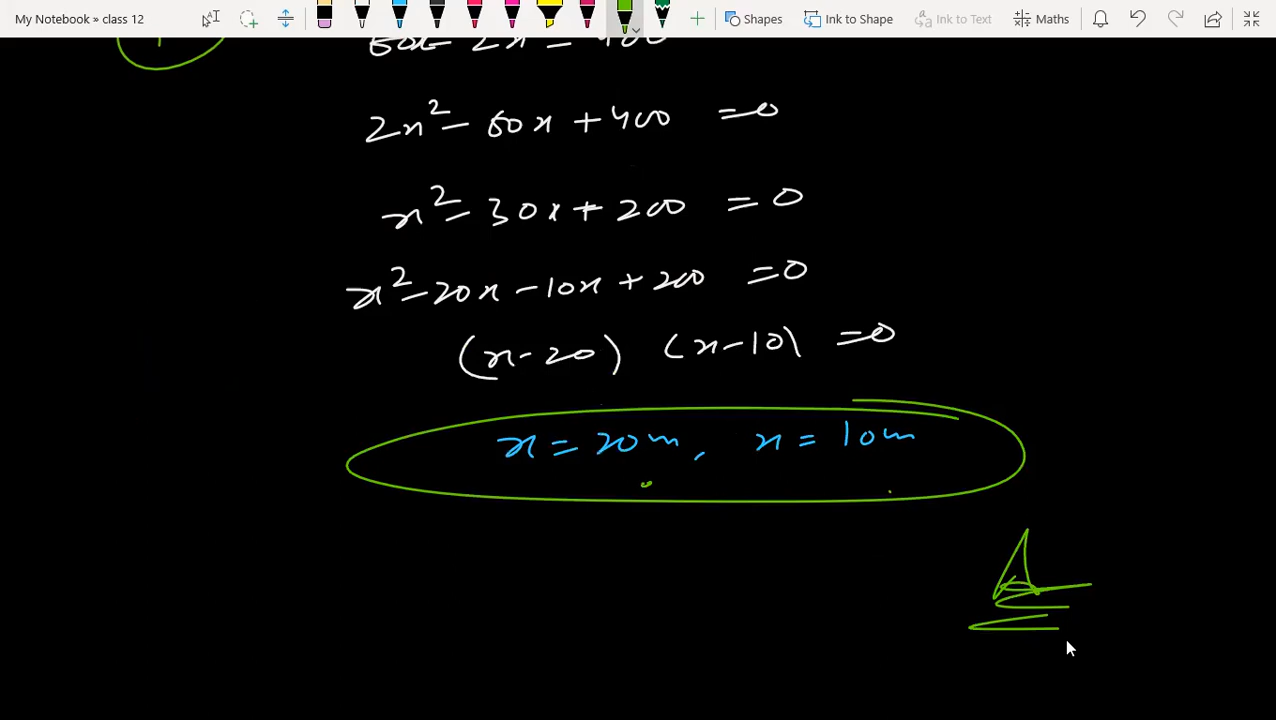 My Notebook » class 12
Shapes
Ink to Shape
Ink to Text
Maths
2x² - 60x + 400 = 0
x² - 30x + 200 = 0
x² - 20x - 10x + 200 = 0
(x - 20) (x - 10) = 0
x = 20m, x = 10m